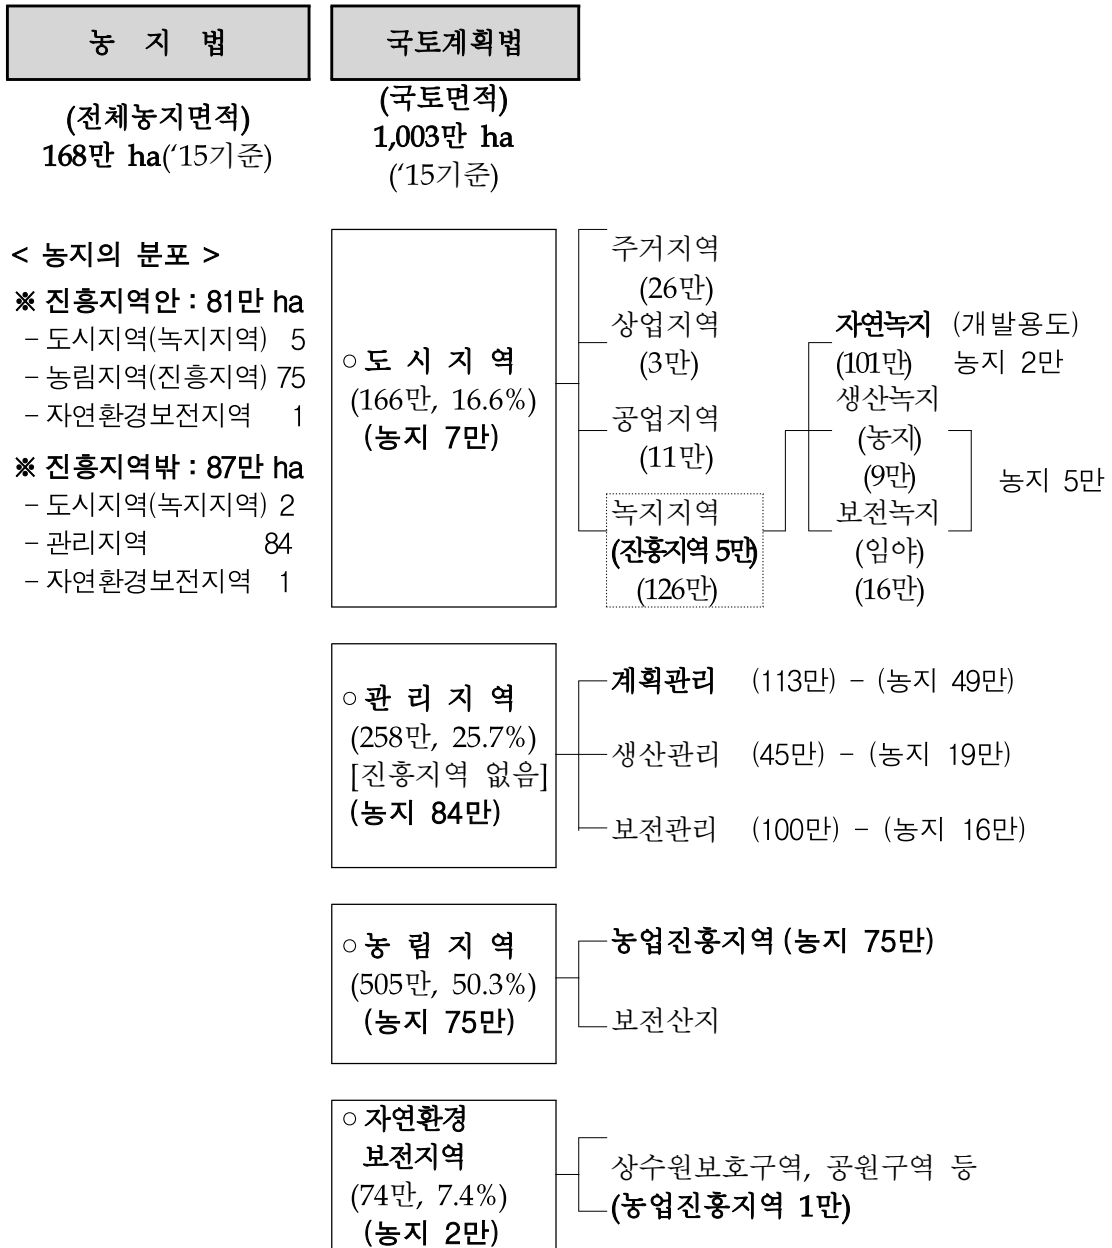 농 지 법
(전체농지면적)
168만 ha(‘15기준)
국토계획법
(국토면적)
1,003만 ha
(‘15기준)
< 농지의 분포 >
※ 진흥지역안 : 81만 ha
- 도시지역(녹지지역) 5
- 농림지역(진흥지역) 75
- 자연환경보전지역 1
※ 진흥지역밖 : 87만 ha
- 도시지역(녹지지역) 2
- 관리지역 84
- 자연환경보전지역 1
○ 도 시 지 역
(166만, 16.6%)
(농지 7만)
주거지역
(26만)
상업지역
(3만)
공업지역
(11만)
녹지지역
(진흥지역 5만)
(126만)
자연녹지 (개발용도)
(101만) 농지 2만
생산녹지
(농지)
(9만)
보전녹지
(임야)
(16만)
농지 5만
○ 관 리 지 역
(258만, 25.7%)
[진흥지역 없음]
(농지 84만)
계획관리 (113만) - (농지 49만)
생산관리 (45만) - (농지 19만)
보전관리 (100만) - (농지 16만)
○ 농 림 지 역
(505만, 50.3%)
(농지 75만)
농업진흥지역 (농지 75만)
보전산지
○ 자연환경
보전지역
(74만, 7.4%)
(농지 2만)
상수원보호구역, 공원구역 등
(농업진흥지역 1만)